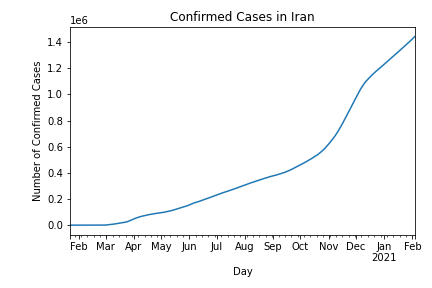 Confirmed Cases in Iran
1e6
Number of Confirmed Cases
1.4
1.2
1.0
0.8
0.6
0.4
0.2
0.0
Feb Mar Apr May Jun Jul Aug Sep Oct Nov Dec Jan Feb
2021
Day